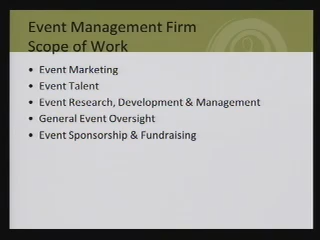 Event Management Firm
Scope of Work
• Event Marketing
• Event Talent
• Event Research, Development & Management
• General Event Oversight
• Event Sponsorship & Fundraising